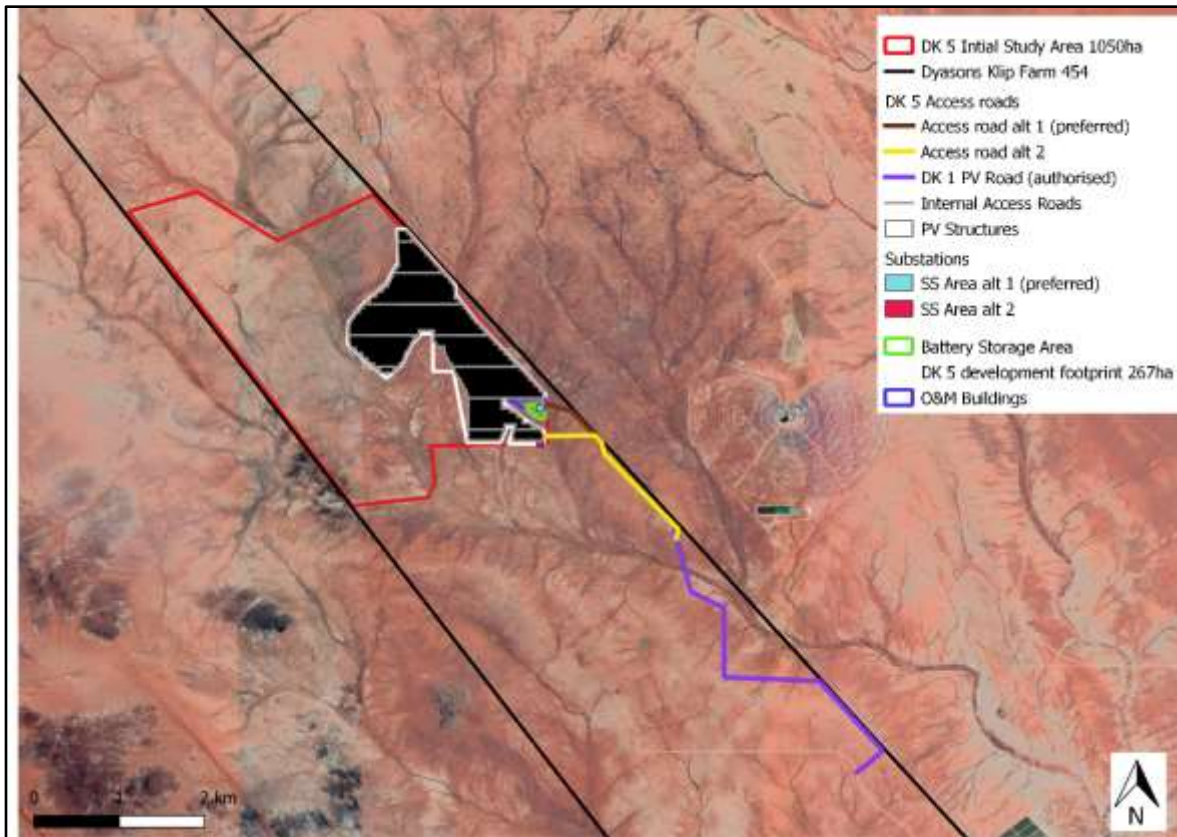 DK 5 Intial Study Area 1050ha
Dyasons Klip Farm 454
DK 5 Access roads
Access road alt 1 (preferred)
Access road alt 2
DK 1 PV Road (authorised)
Internal Access Roads
PV Structures
Substations
SS Area alt 1 (preferred)
SS Area alt 2
Battery Storage Area
DK 5 development footprint 267ha
O&M Buildings
0 1 2 km
N